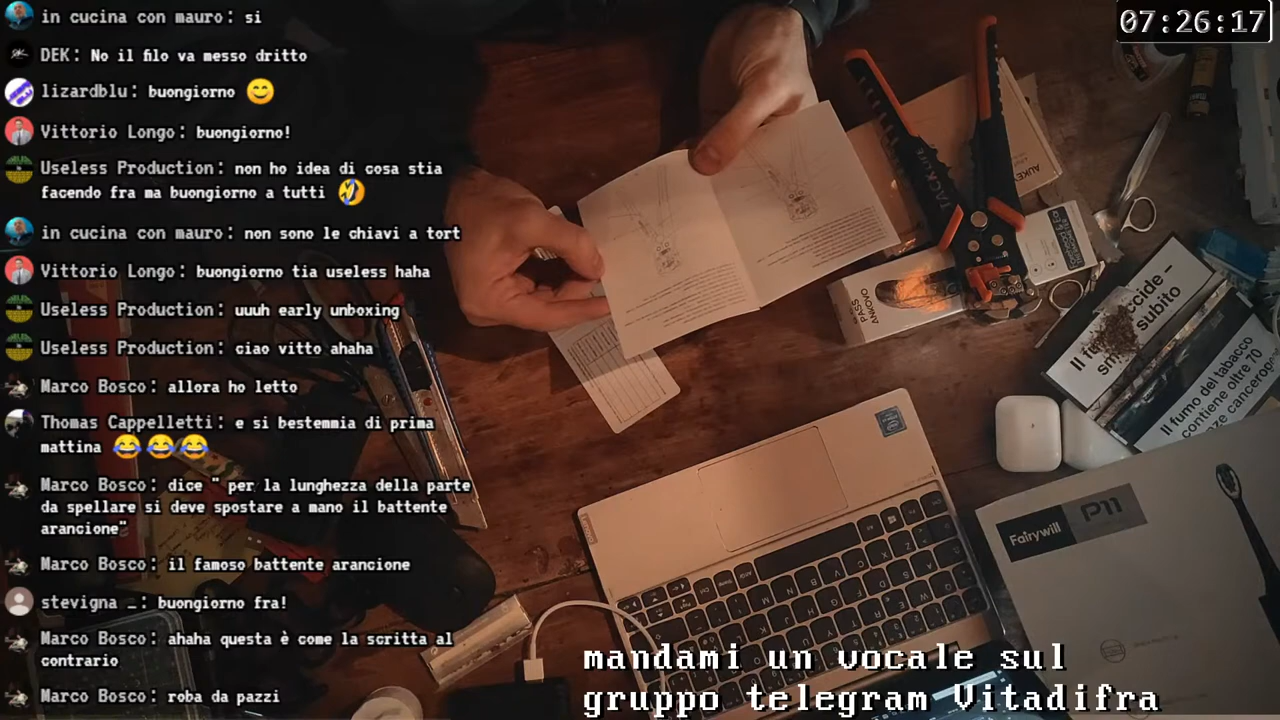 in cucina con mauro: si
DEK: No il filo va messo dritto
lizardblu: buongiorno 😊
Vittorio Longo: buongiorno!
Useless Production: non ho idea di cosa stia
facendo fra ma buongiorno a tutti 🤣
in cucina con mauro: non sono le chiavi a tort
Vittorio Longo: buongiorno tia useless haha
Useless Production: uuuh early unboxing
Useless Production: ciao vitto ahaha
Marco Bosco: allora ho letto
Thomas Cappelletti: e si bestemmia di prima
mattina 😂😂😂
Marco Bosco: dice " per la lunghezza della parte
da spellare si deve spostare a mano il battente
arancione"
Marco Bosco: il famoso battente arancione
stevigna _: buongiorno fra!
Marco Bosco: ahaha questa è come la scritta al
contrario
Marco Bosco: roba da pazzi
07:26:17
AUKEY
PASS
ANKOVO
Il
subito
Il fumo del tabacco
contiene oltre 70
Fairywill P11
mandami un vocale sul
gruppo telegram Vitadifra